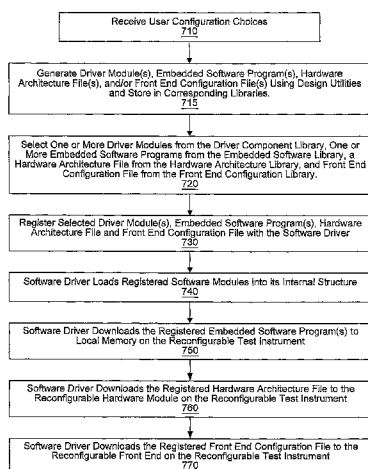 Receive User Configuration Choices
710
Generate Driver Module(s), Embedded Software Program(s), Hardware
Architecture File(s), and/or Front End Configuration File(s) Using Design Utilities
and Store in Corresponding Libraries.
715
Select One or More Driver Modules from the Driver Component Library, One or
More Embedded Software Programs from the Embedded Software Library, a
Hardware Architecture File from the Hardware Architecture Library, and Front End
Configuration File from the Front End Configuration Library.
720
Register Selected Driver Module(s), Embedded Software Program(s), Hardware
Architecture File and Front End Configuration File with the Software Driver
730
Software Driver Loads Registered Software Modules into its Internal Structure
740
Software Driver Downloads the Registered Embedded Software Program(s) to
Local Memory on the Reconfigurable Test Instrument
750
Software Driver Downloads the Registered Hardware Architecture File to the
Reconfigurable Hardware Module on the Reconfigurable Test Instrument
760
Software Driver Downloads the Registered Front End Configuration File to the
Reconfigurable Front End on the Reconfigurable Test Instrument
770